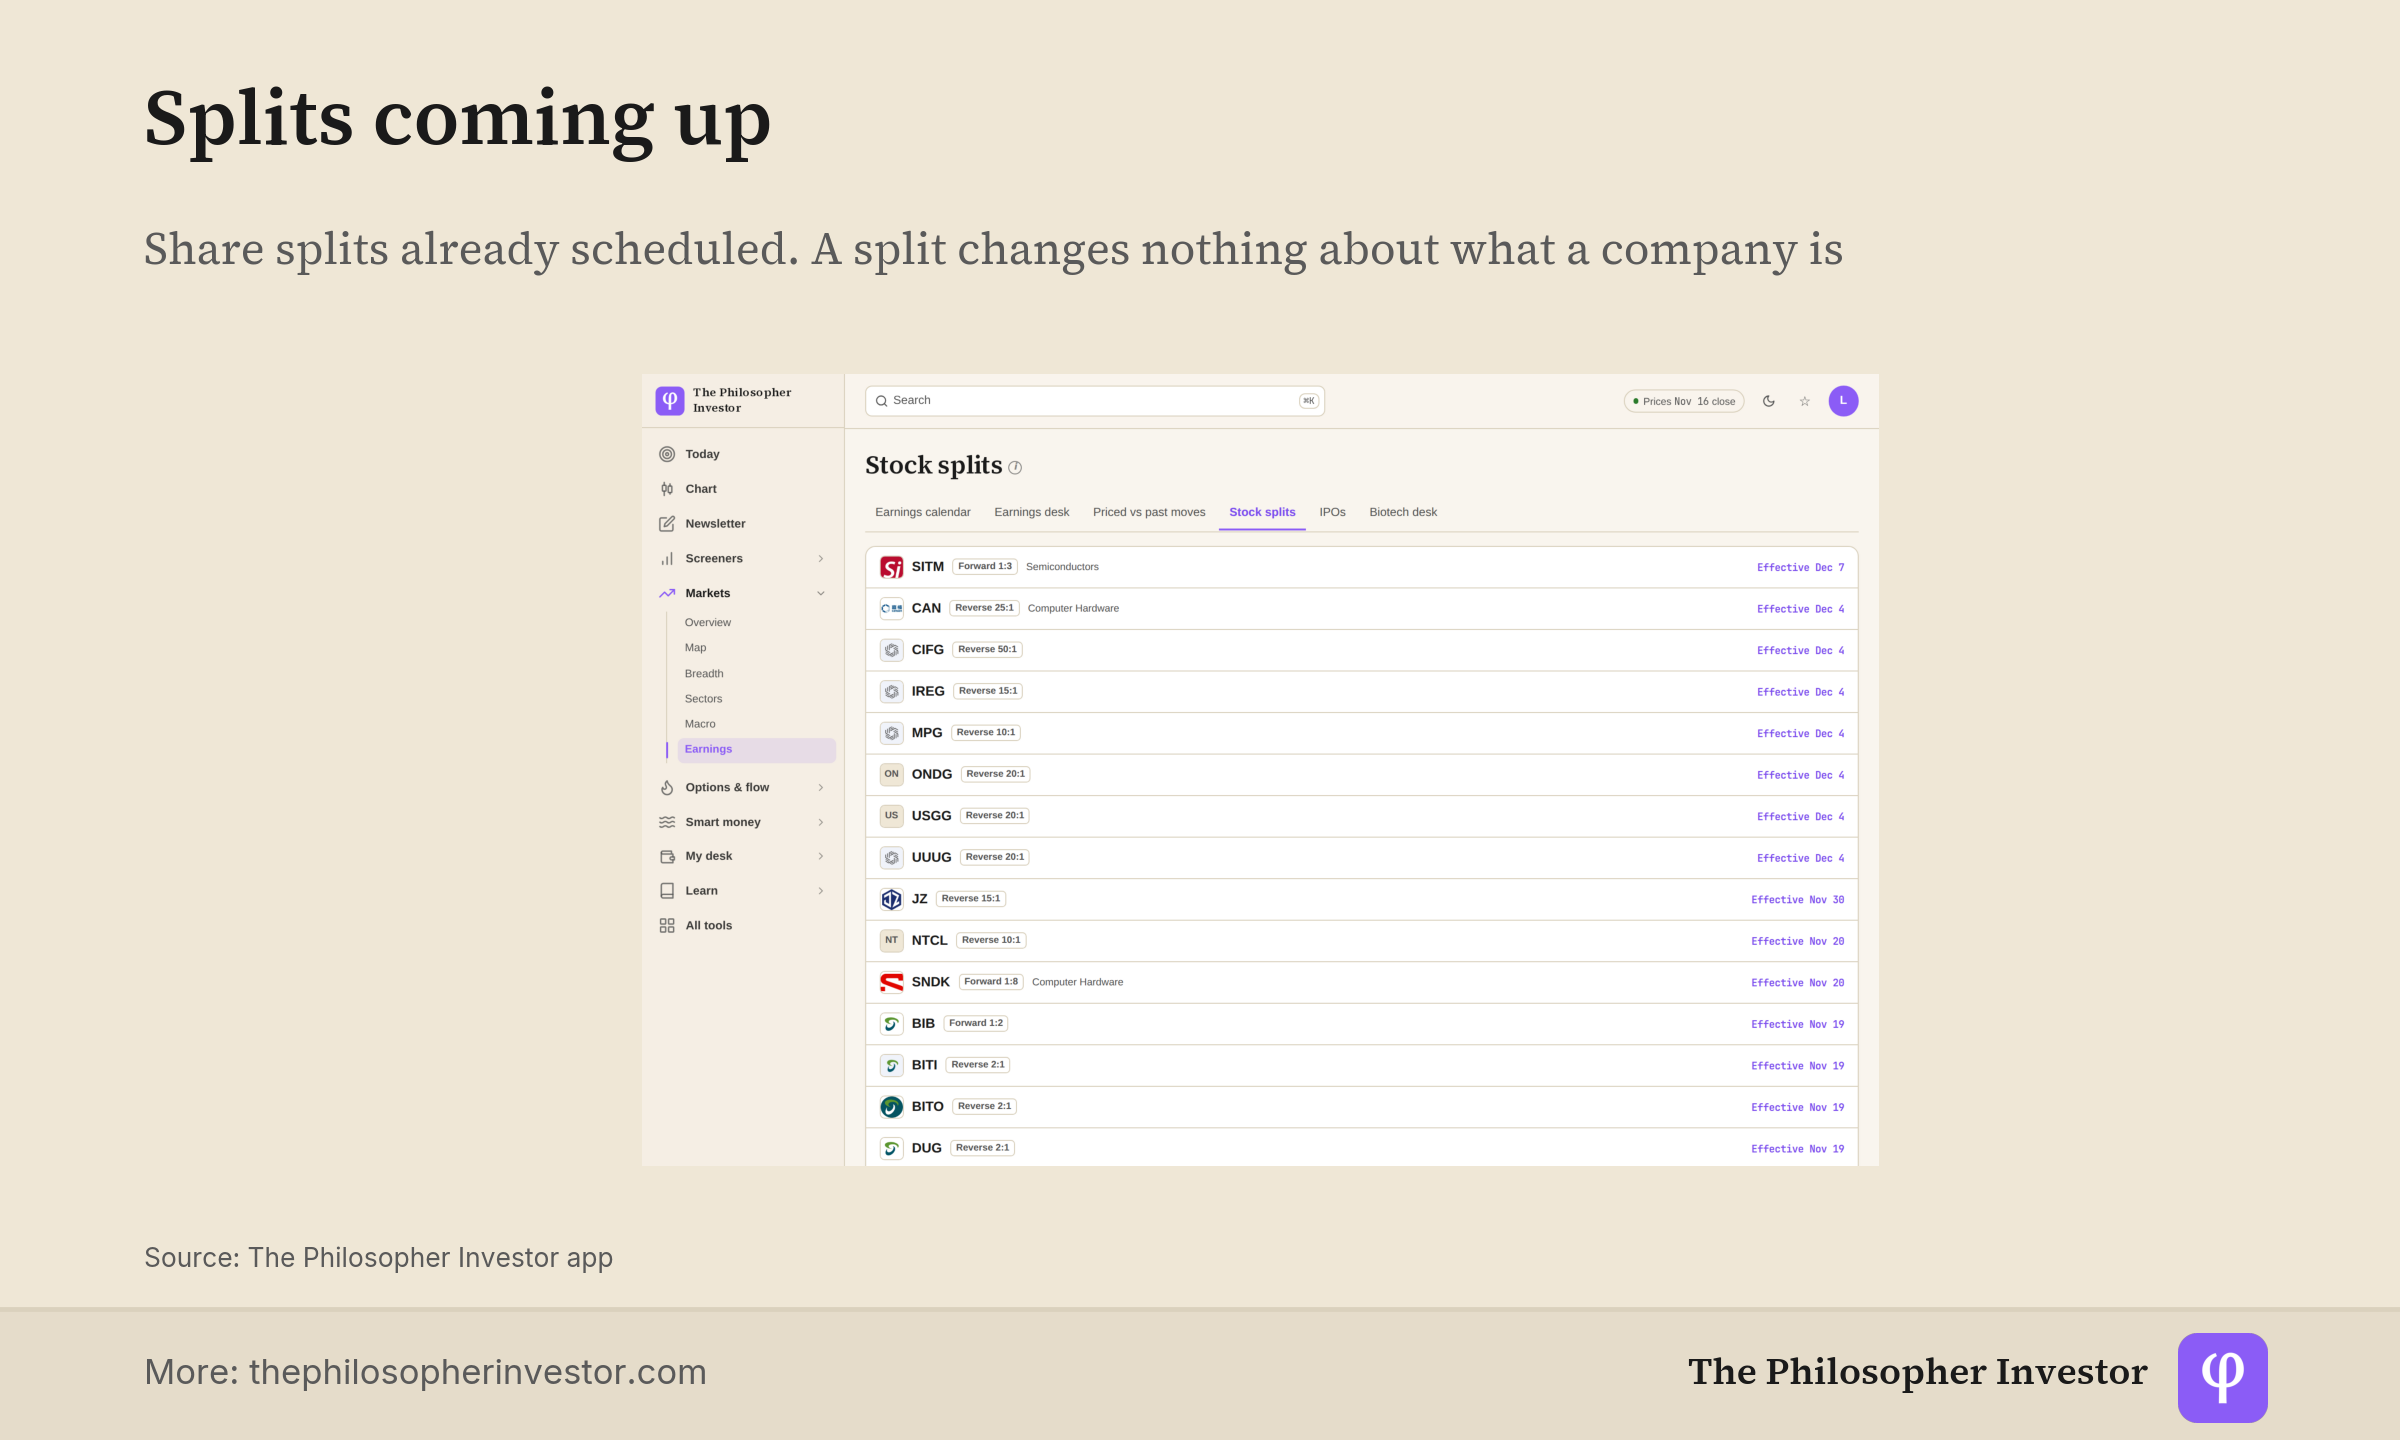 Splits coming up
Share splits already scheduled. A split changes nothing about what a company is
φ
The Philosopher
Investor
Search
⌘K
Prices Nov 16 close
L
Today
Chart
Newsletter
Screeners
Markets
Overview
Map
Breadth
Sectors
Macro
Earnings
Options & flow
Smart money
My desk
Learn
All tools
Stock splits
Earnings calendar Earnings desk Priced vs past moves Stock splits IPOs Biotech desk
Si SITM Forward 1:3 Semiconductors Effective Dec 7
CAN Reverse 25:1 Computer Hardware Effective Dec 4
CIFG Reverse 50:1 Effective Dec 4
IREG Reverse 15:1 Effective Dec 4
MPG Reverse 10:1 Effective Dec 4
ON ONDG Reverse 20:1 Effective Dec 4
US USGG Reverse 20:1 Effective Dec 4
UUUG Reverse 20:1 Effective Dec 4
JZ JZ Reverse 15:1 Effective Nov 30
NT NTCL Reverse 10:1 Effective Nov 20
SNDK Forward 1:8 Computer Hardware Effective Nov 20
BIB Forward 1:2 Effective Nov 19
BITI Reverse 2:1 Effective Nov 19
BITO Reverse 2:1 Effective Nov 19
DUG Reverse 2:1 Effective Nov 19
Source: The Philosopher Investor app
More: thephilosopherinvestor.com
The Philosopher Investor φ